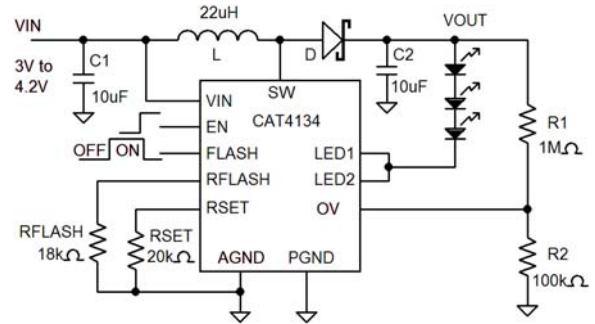 22uH
VIN
VOUT
L
D
C1
C2
3V to
4.2V
10uF
10uF
SW
VIN
CAT4134
EN
R1
OFF
ON
FLASH
LED1
1MΩ
RFLASH
LED2
RSET
OV
RFLASH
RSET
18kΩ
20kΩ
AGND
PGND
R2
100kΩ